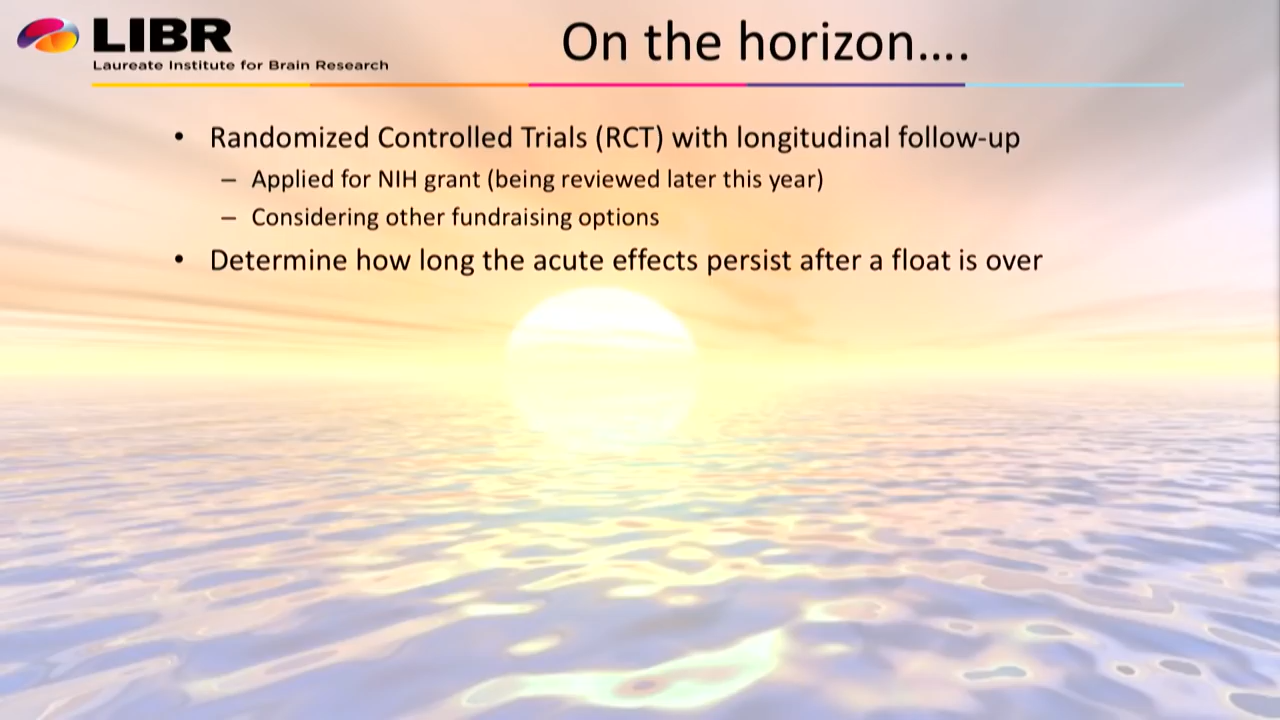 LIBR
Laureate Institute for Brain Research
On the horizon....
• Randomized Controlled Trials (RCT) with longitudinal follow-up
– Applied for NIH grant (being reviewed later this year)
– Considering other fundraising options
• Determine how long the acute effects persist after a float is over